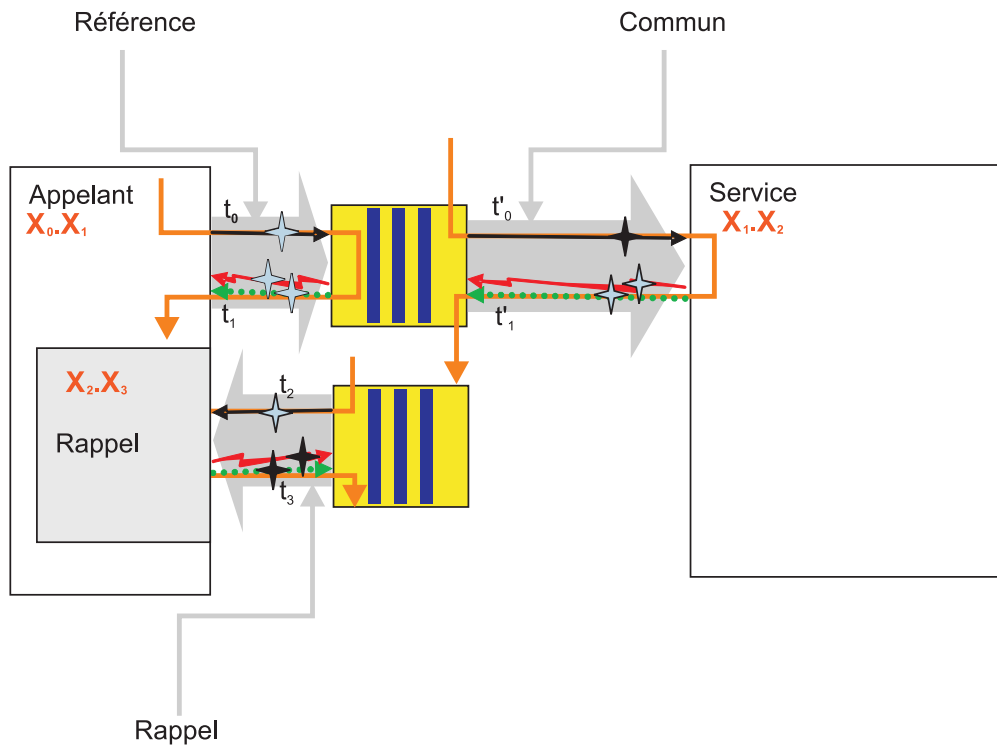 Référence
Commun
Appelant
X₀.X₁
t₀
t'₀
Service
X₁.X₂
t₁
t'₁
X₂.X₃
t₂
Rappel
t₃
Rappel